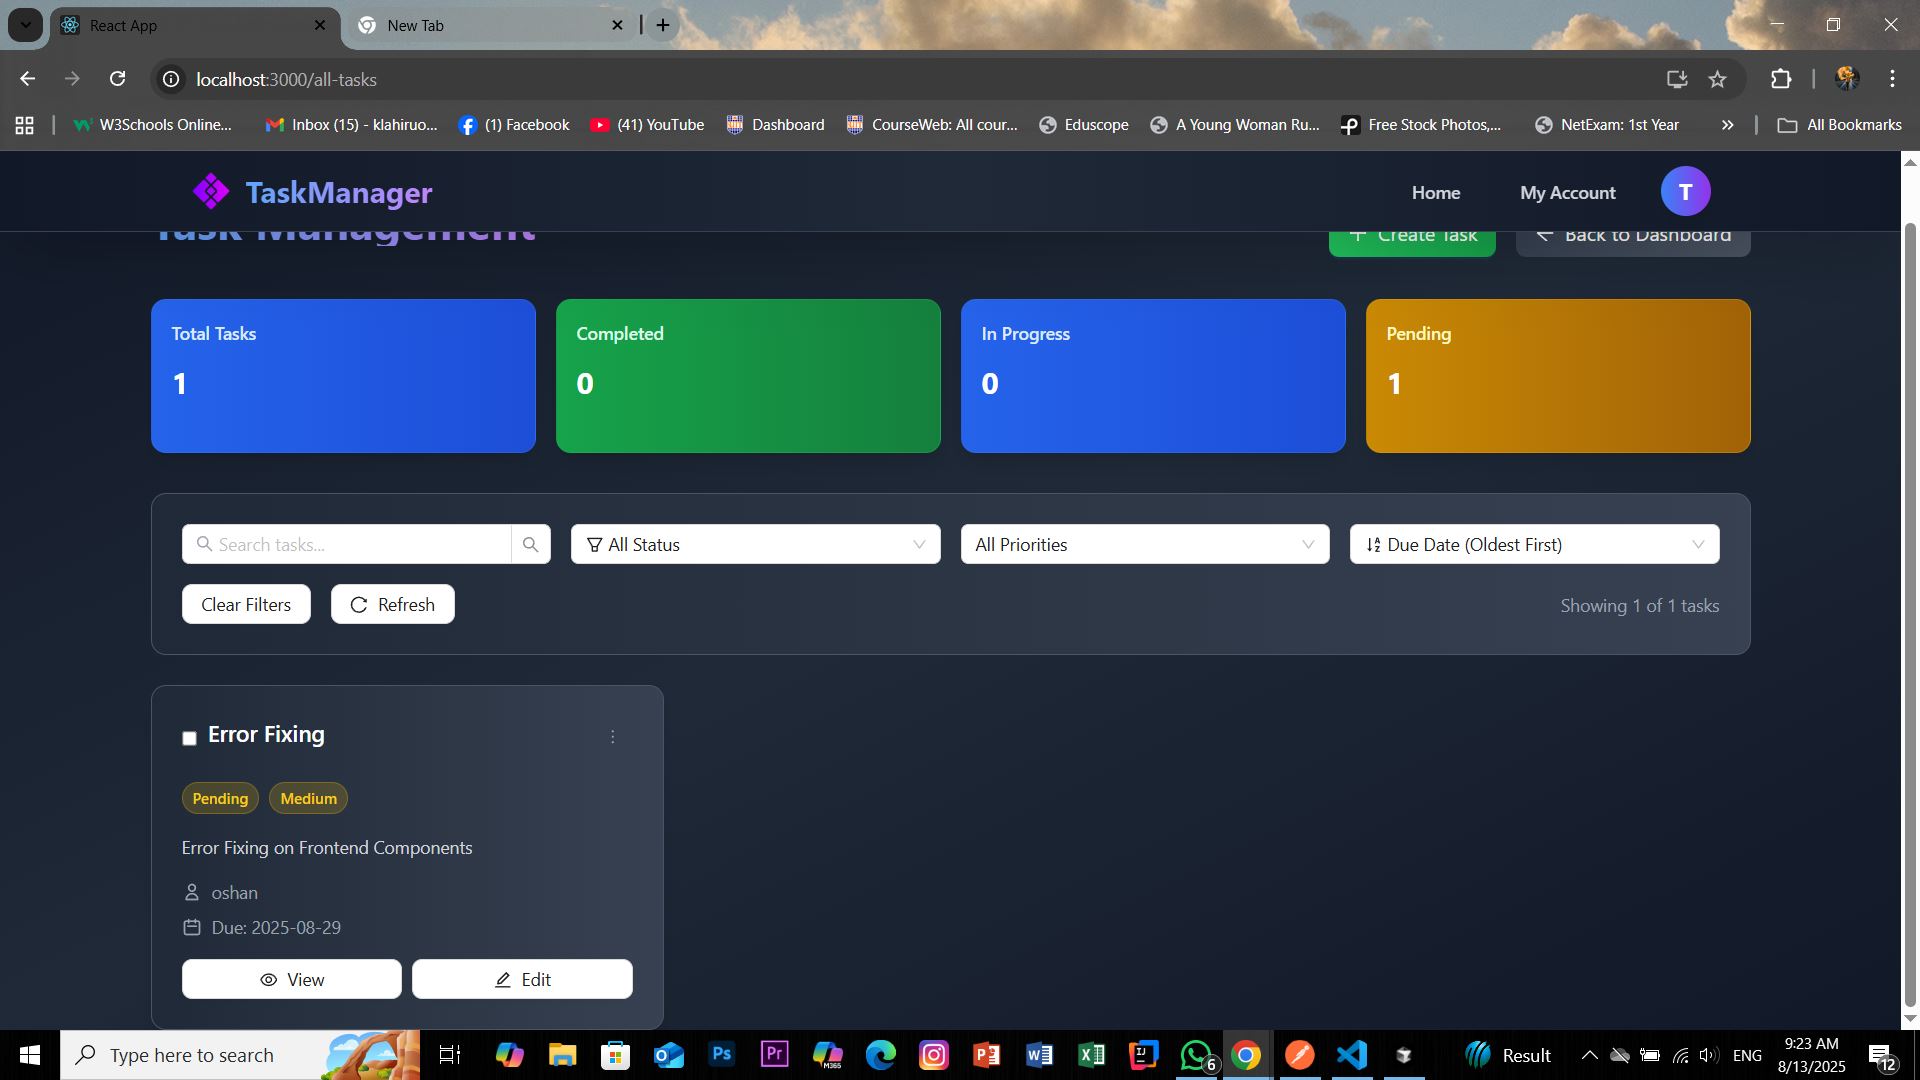 React App
New Tab
localhost:3000/all-tasks
W3Schools Online...
Inbox (15) - klahiruo...
(1) Facebook
(41) YouTube
Dashboard
CourseWeb: All cour...
Eduscope
A Young Woman Ru...
Free Stock Photos,...
NetExam: 1st Year
All Bookmarks
TaskManager
Home
My Account
T
Task Management
+ Create Task
Back to Dashboard
Total Tasks
1
Completed
0
In Progress
0
Pending
1
Search tasks...
All Status
All Priorities
Due Date (Oldest First)
Clear Filters
Refresh
Showing 1 of 1 tasks
Error Fixing
Pending
Medium
Error Fixing on Frontend Components
oshan
Due: 2025-08-29
View
Edit
Type here to search
Ps
Pr
M365
6
Result
ENG
9:23 AM
8/13/2025
12